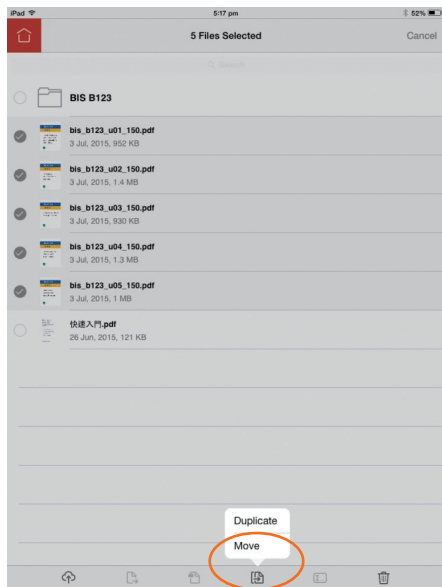 iPad 5:17 pm 52%
5 Files Selected Cancel
Search
BIS B123
bis_b123_u01_150.pdf
3 Jul, 2015, 952 KB
bis_b123_u02_150.pdf
3 Jul, 2015, 1.4 MB
bis_b123_u03_150.pdf
3 Jul, 2015, 930 KB
bis_b123_u04_150.pdf
3 Jul, 2015, 1.3 MB
bis_b123_u05_150.pdf
3 Jul, 2015, 1 MB
快速入門.pdf
26 Jun, 2015, 121 KB
Duplicate
Move